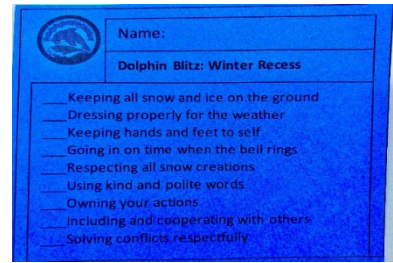 Name:
Dolphin Blitz: Winter Recess
___Keeping all snow and ice on the ground
___Dressing properly for the weather
___Keeping hands and feet to self
___Going in on time when the bell rings
___Respecting all snow creations
___Using kind and polite words
___Owning your actions
___Including and cooperating with others
___Solving conflicts respectfully